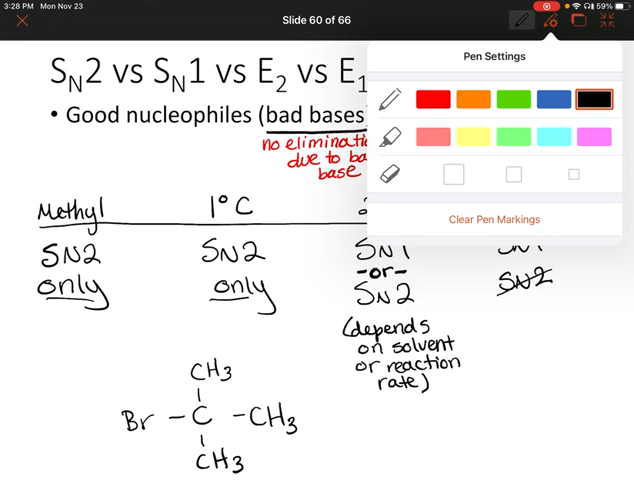 3:28 PM Mon Nov 23
59%
Slide 60 of 66
Pen Settings
Clear Pen Markings
SN2 vs SN1 vs E2 vs E1
• Good nucleophiles (bad bases
no eliminati
due to ba
base
Methyl 1° C 2
SN2 SN2 SN1 SN1
only only -or- SN2
SN2
(depends
on solvent
or reaction
rate)
CH3
Br - C - CH3
CH3